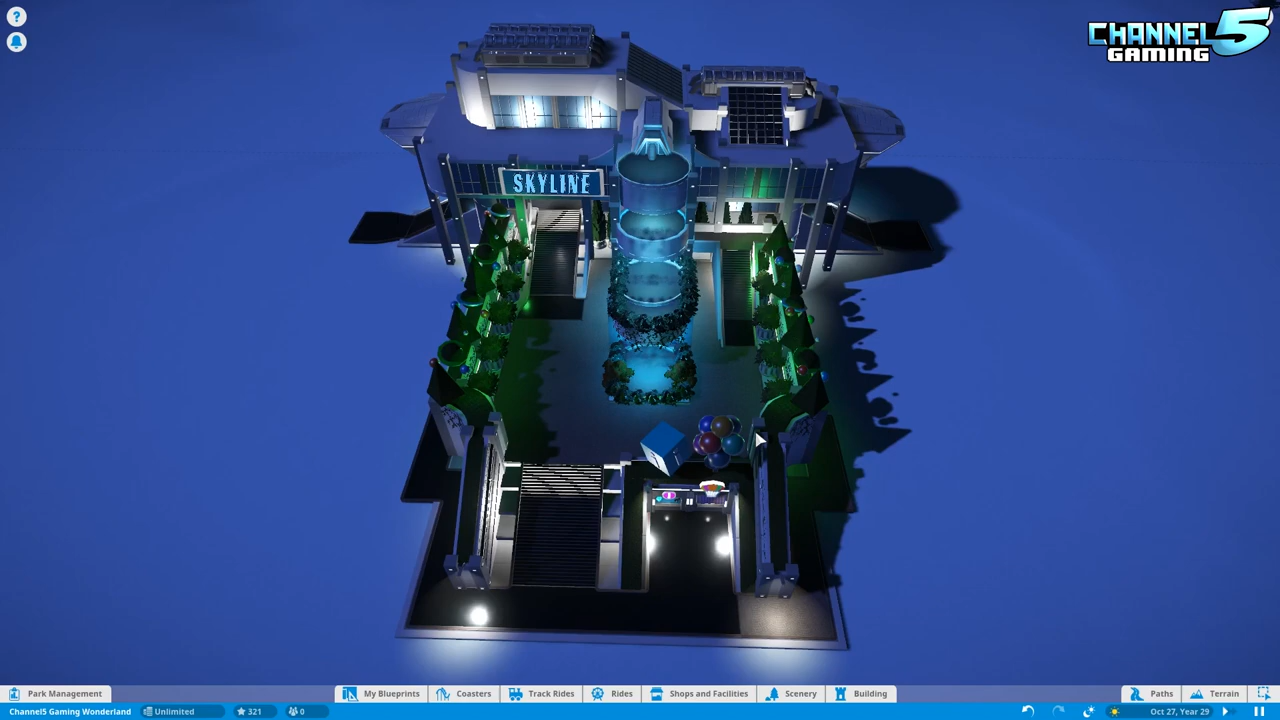 ?
CHANNEL 5
GAMING
SKYLINE
Park Management
My Blueprints
Coasters
Track Rides
Rides
Shops and Facilities
Scenery
Building
Paths
Terrain
Channel5 Gaming Wonderland
Unlimited
321
0
Oct 27, Year 29